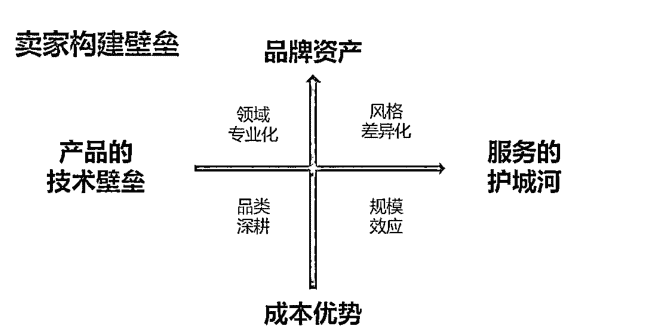 卖家构建壁垒
品牌资产
领域
专业化
风格
差异化
产品的
技术壁垒
服务的
护城河
品类
深耕
规模
效应
成本优势